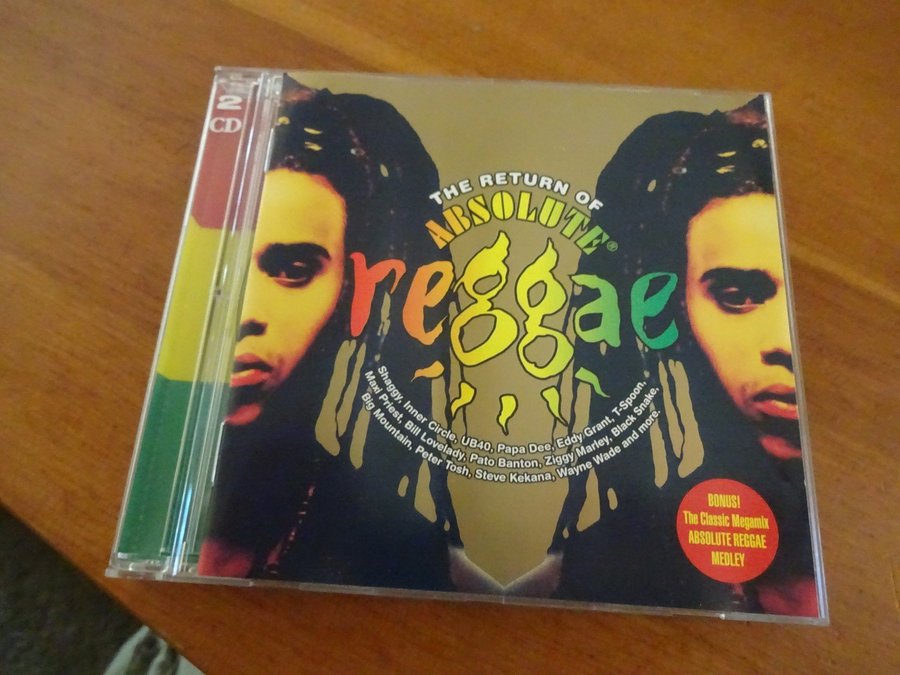 2
CD
THE RETURN OF
ABSOLUTE®
reggae
Shaggy, Inner Circle, UB40, Papa Dee, Eddy Grant, T-Spoon,
Maxi Priest, Bill Lovelady, Pato Banton, Ziggy Marley, Black Snake,
Big Mountain, Peter Tosh, Steve Kekana, Wayne Wade and more.
BONUS!
The Classic Megamix
ABSOLUTE REGGAE
MEDLEY